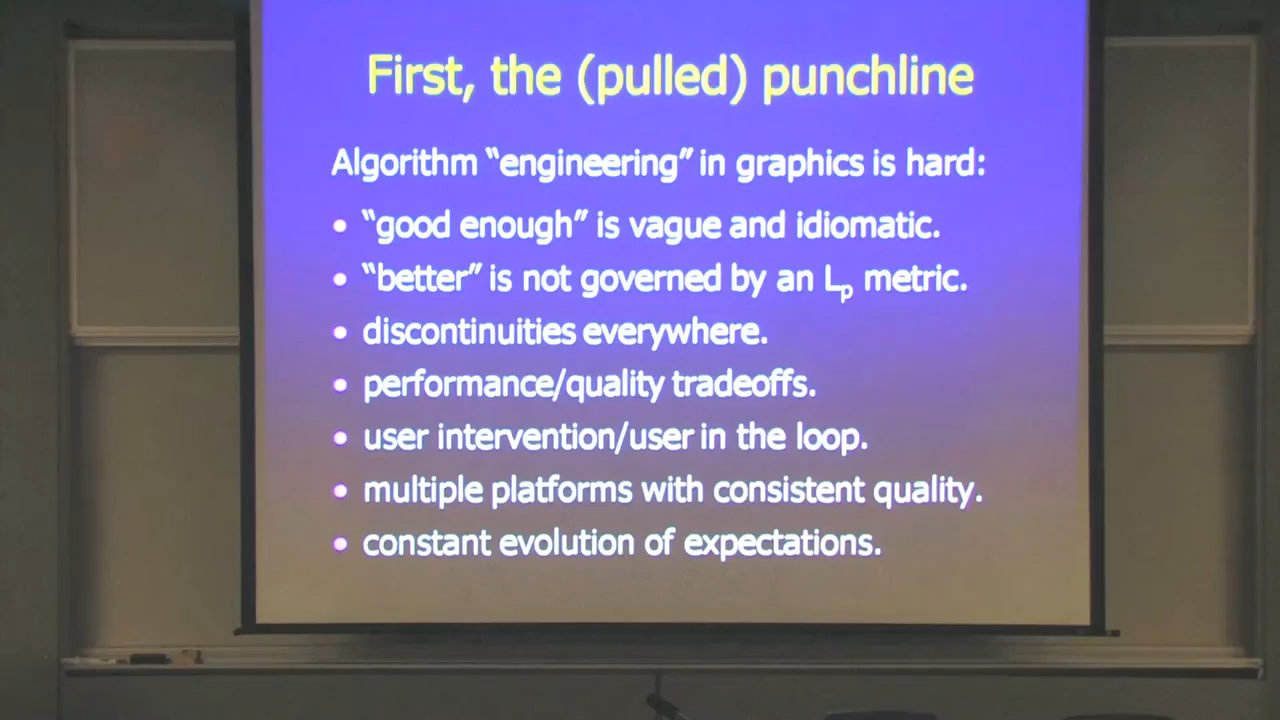 First, the (pulled) punchline
Algorithm “engineering” in graphics is hard:
• “good enough” is vague and idiomatic.
• “better” is not governed by an Lp metric.
• discontinuities everywhere.
• performance/quality tradeoffs.
• user intervention/user in the loop.
• multiple platforms with consistent quality.
• constant evolution of expectations.